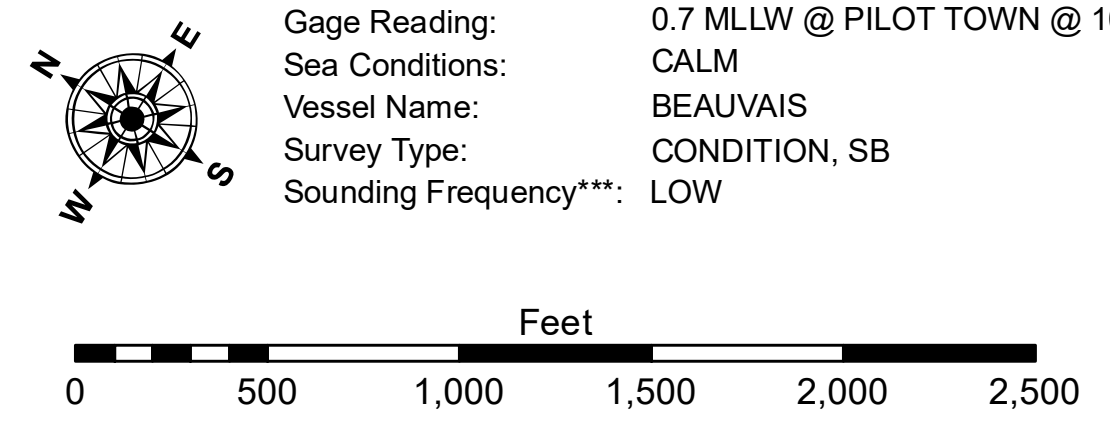 N
E
S
W
Gage Reading: 0.7 MLLW @ PILOT TOWN @
Sea Conditions: CALM
Vessel Name: BEAUVAIS
Survey Type: CONDITION, SB
Sounding Frequency***: LOW
Feet
0 500 1,000 1,500 2,000 2,500